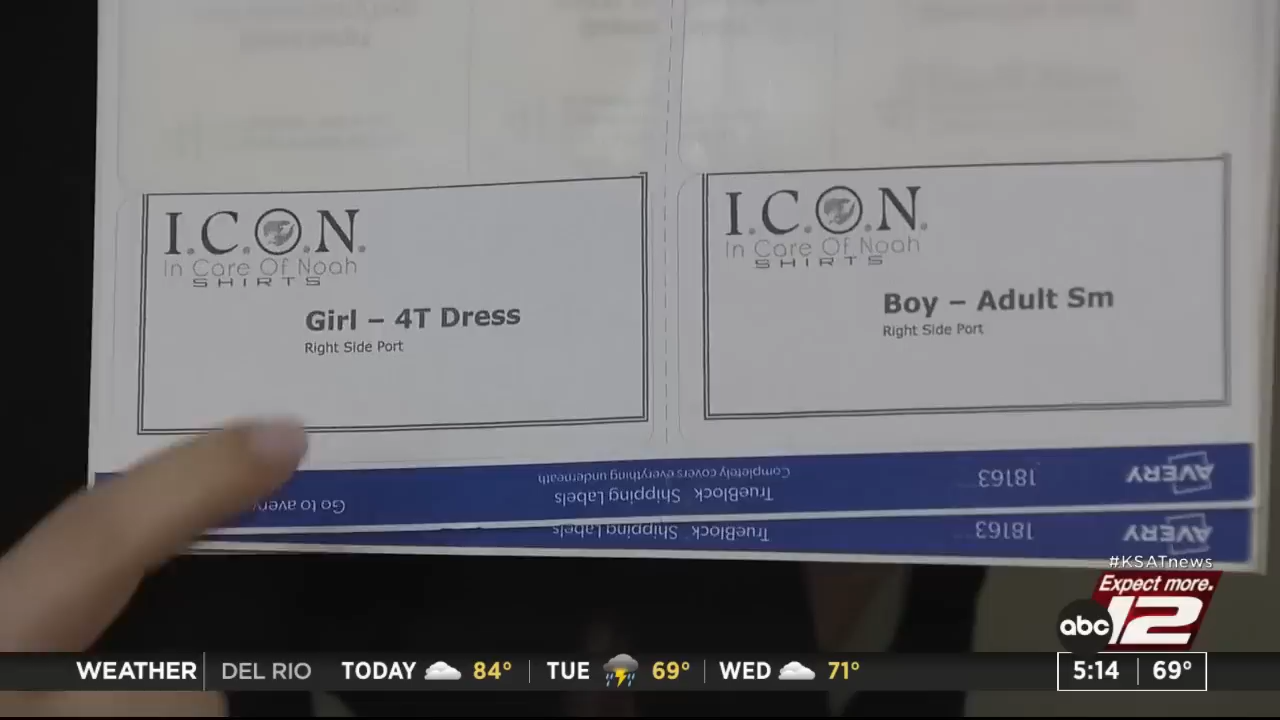 I.C.O.N.
In Care Of Noah
SHIRTS
Girl – 4T Dress
Right Side Port
I.C.O.N.
In Care Of Noah
SHIRTS
Boy – Adult Sm
Right Side Port
AVERY
18163
TrueBlock Shipping Labels
Completely covers everything underneath
Go to avery
AVERY
18163
TrueBlock Shipping Labels
#KSATnews
Expect more.
abc 12
WEATHER DEL RIO TODAY 84° TUE 69° WED 71° 5:14 69°